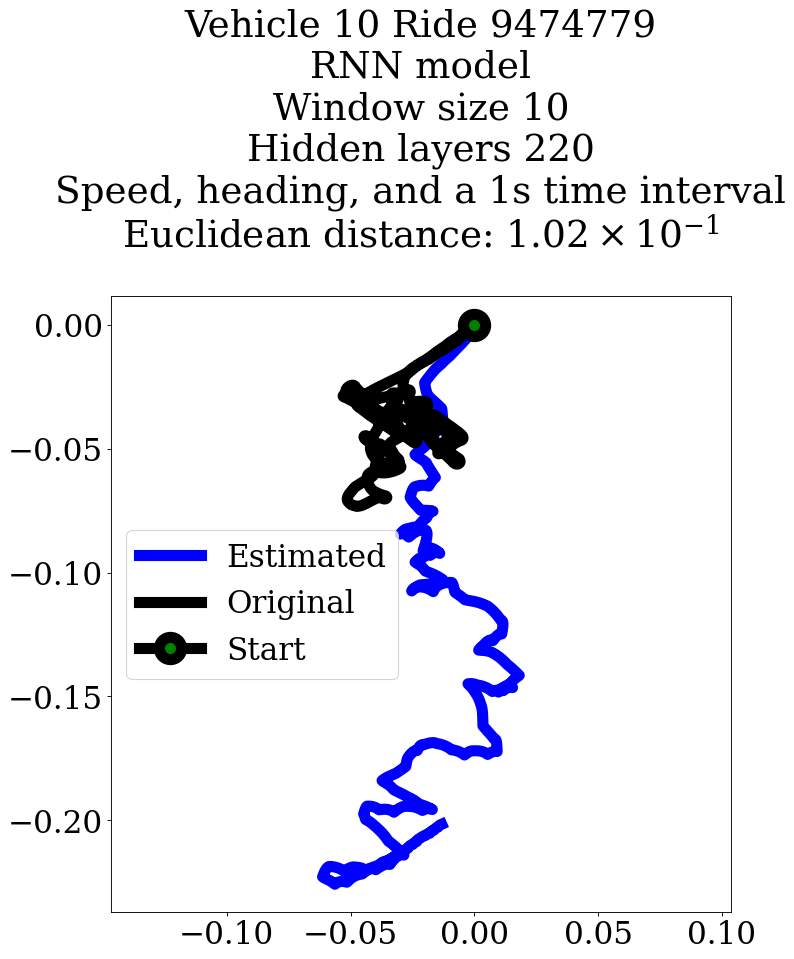 Vehicle 10 Ride 9474779
RNN model
Window size 10
Hidden layers 220
Speed, heading, and a 1s time interval
Euclidean distance: 1.02 × 10⁻¹
0.00
−0.05
−0.10
−0.15
−0.20
Estimated
Original
Start
−0.10 −0.05 0.00 0.05 0.10